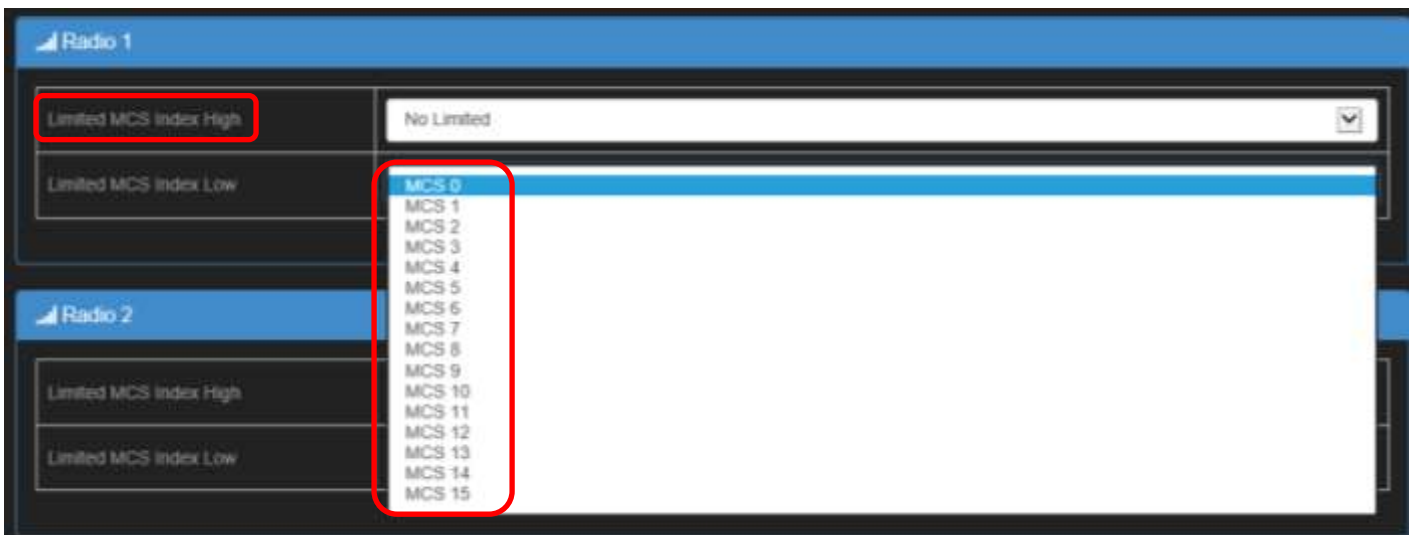 Radio 1
Limited MCS Index High
No Limited
Limited MCS Index Low
MCS 0
MCS 1
MCS 2
MCS 3
MCS 4
MCS 5
MCS 6
MCS 7
MCS 8
MCS 9
MCS 10
MCS 11
MCS 12
MCS 13
MCS 14
MCS 15
Radio 2
Limited MCS Index High
Limited MCS Index Low